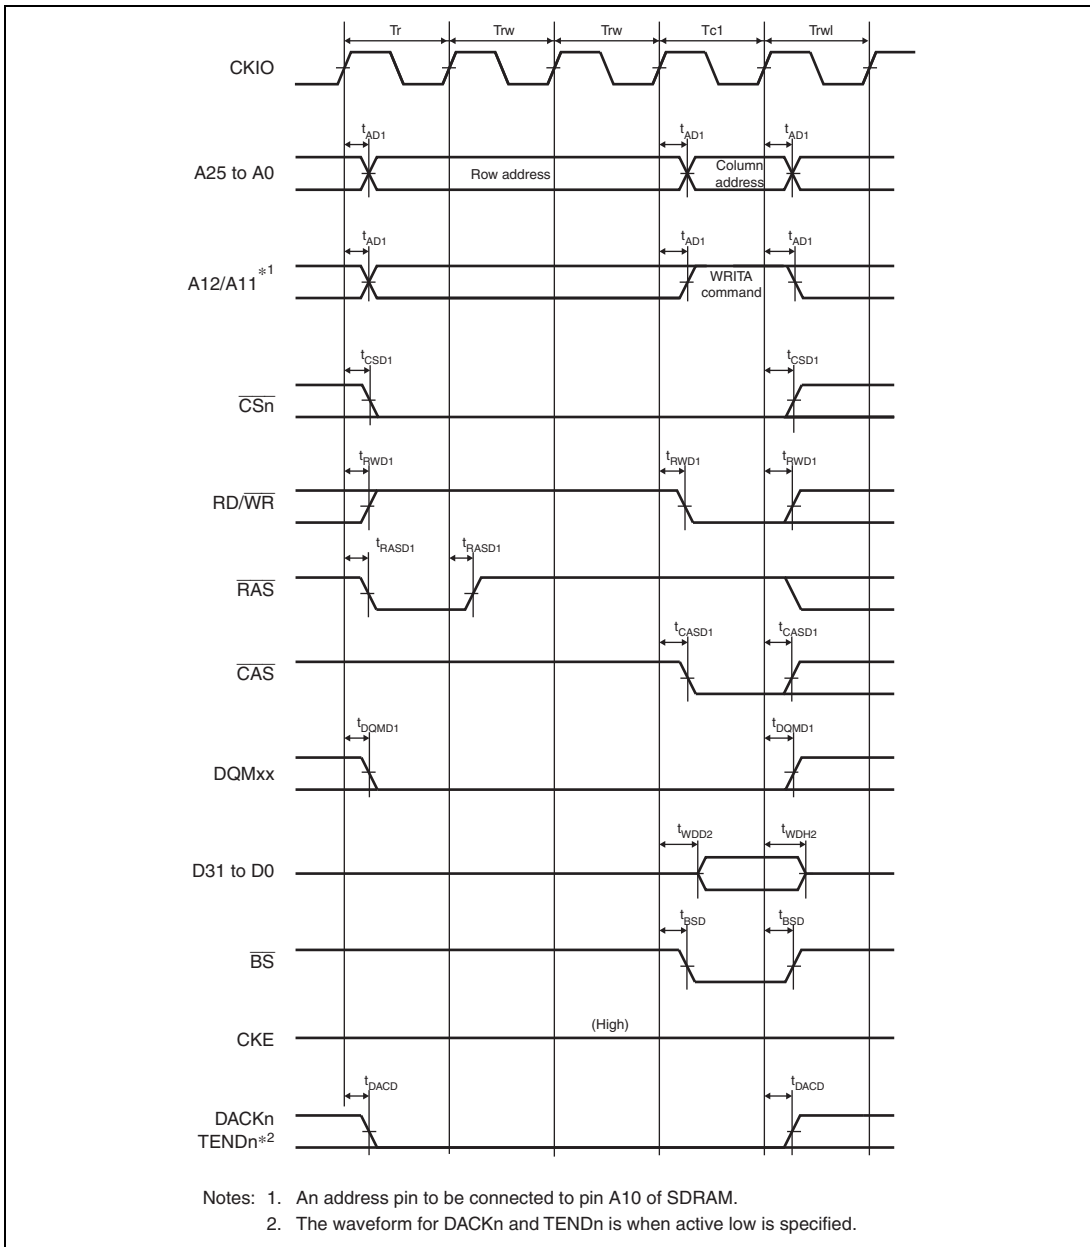 Tr Trw Trw Tc1 Trwl
CKIO
tAD1 tAD1 tAD1
A25 to A0 Row address Column
address
tAD1 tAD1 tAD1
A12/A11*1 WRITA
command
tCSD1 tCSD1
CSn
tRWD1 tRWD1 tRWD1
RD/WR
tRASD1 tRASD1
RAS
tCASD1 tCASD1
CAS
tDQMD1 tDQMD1
DQMxx
tWDD2 tWDH2
D31 to D0
tBSD tBSD
BS
(High)
CKE
tDACD tDACD
DACKn
TENDn*2
Notes: 1. An address pin to be connected to pin A10 of SDRAM.
2. The waveform for DACKn and TENDn is when active low is specified.